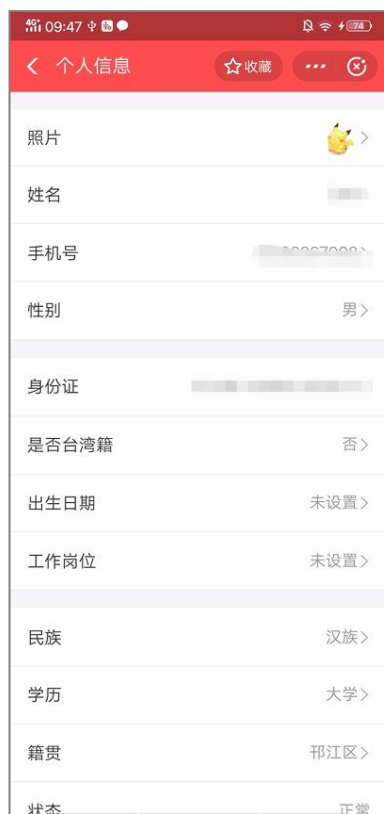 4G+ 09:47 74
个人信息 收藏
照片
姓名
手机号
性别 男
身份证
是否台湾籍 否
出生日期 未设置
工作岗位 未设置
民族 汉族
学历 大学
籍贯 邗江区
状态 正常